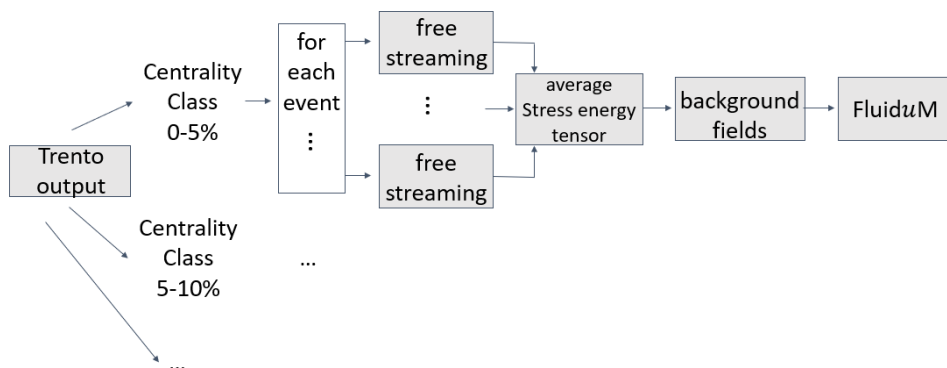 Trento
output
Centrality
Class
0-5%
for
each
event
⋮
free
streaming
⋮
free
streaming
average
Stress energy
tensor
background
fields
FluiduM
Centrality
Class
5-10%
...
...